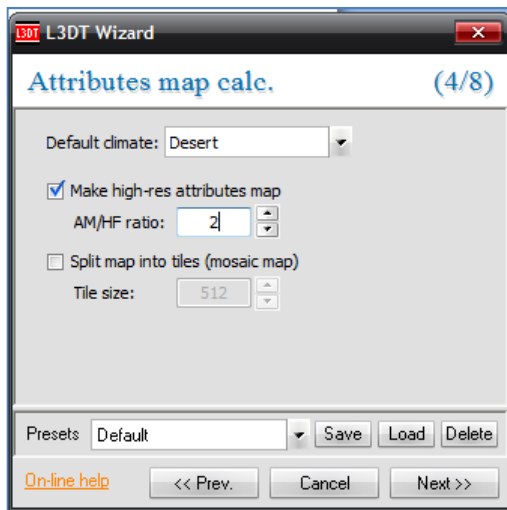 L3DT L3DT Wizard
Attributes map calc. (4/8)
Default climate: Desert
Make high-res attributes map
AM/HF ratio: 2
Split map into tiles (mosaic map)
Tile size: 512
Presets Default Save Load Delete
On-line help << Prev. Cancel Next >>